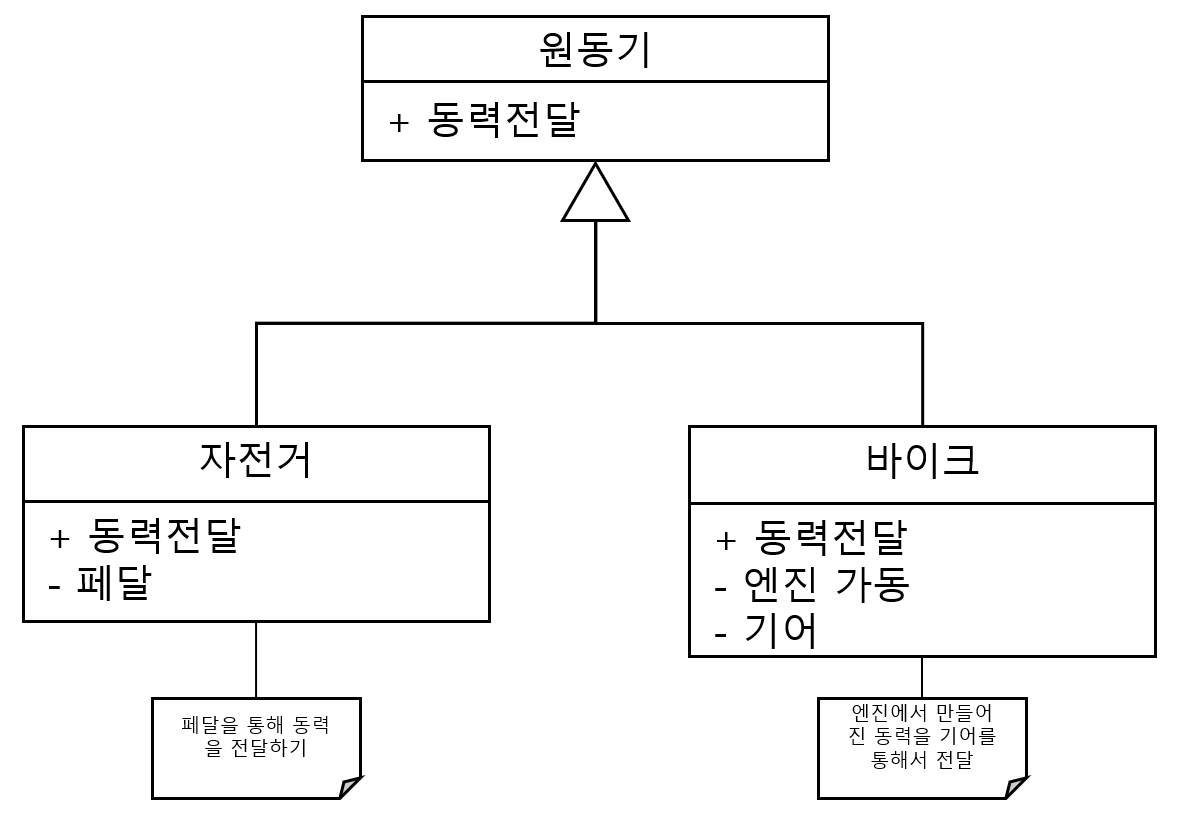 원동기
+ 동력전달
자전거
+ 동력전달
- 페달
바이크
+ 동력전달
- 엔진 가동
- 기어
페달을 통해 동력
을 전달하기
엔진에서 만들어
진 동력을 기어를
통해서 전달